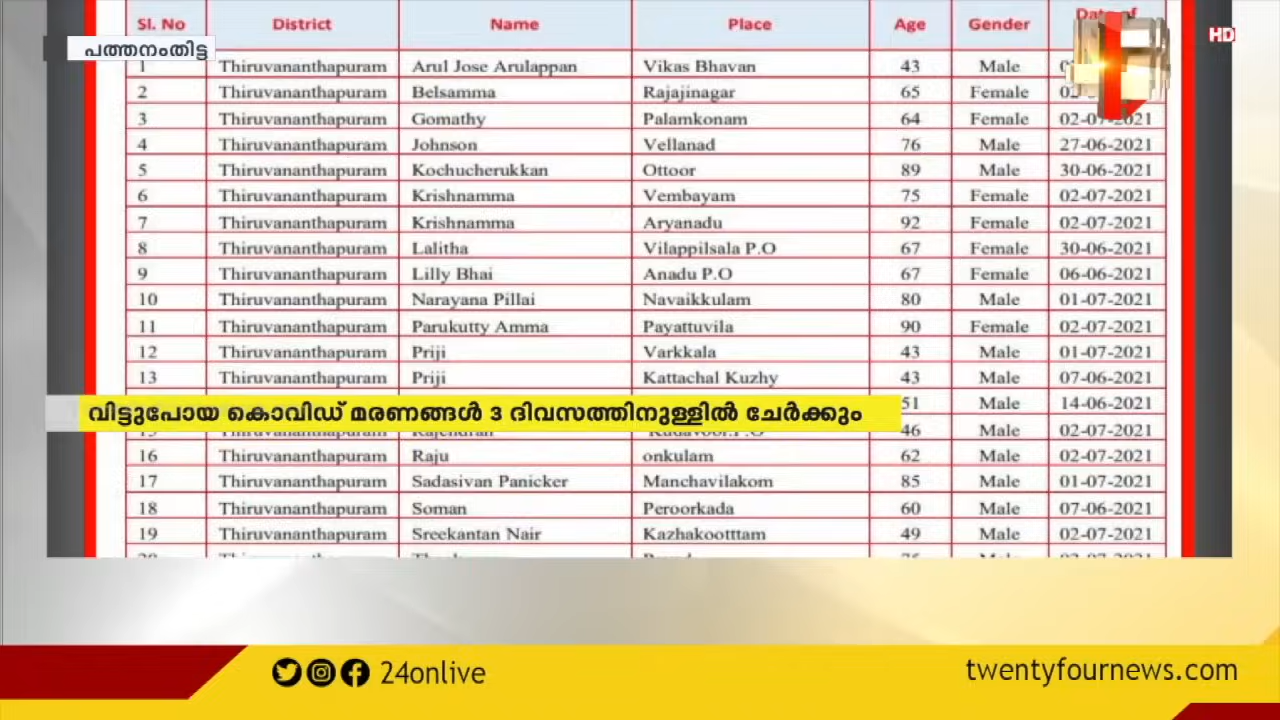 Sl. No District Name Place Age Gender Date of
HD
പത്തനംതിട്ട
1 Thiruvananthapuram Arul Jose Arulappan Vikas Bhavan 43 Male
2 Thiruvananthapuram Belsamma Rajajinagar 65 Female
3 Thiruvananthapuram Gomathy Palamkonam 64 Female 02-07-2021
4 Thiruvananthapuram Johnson Vellanad 76 Male 27-06-2021
5 Thiruvananthapuram Kochucherukkan Ottoor 89 Male 30-06-2021
6 Thiruvananthapuram Krishnamma Vembayam 75 Female 02-07-2021
7 Thiruvananthapuram Krishnamma Aryanadu 92 Female 02-07-2021
8 Thiruvananthapuram Lalitha Vilappilsala P.O 67 Female 30-06-2021
9 Thiruvananthapuram Lilly Bhai Anadu P.O 67 Female 06-06-2021
10 Thiruvananthapuram Narayana Pillai Navaikkulam 80 Male 01-07-2021
11 Thiruvananthapuram Parukutty Amma Payattuvila 90 Female 02-07-2021
12 Thiruvananthapuram Priji Varkkala 43 Male 01-07-2021
13 Thiruvananthapuram Priji Kattachal Kuzhy 43 Male 07-06-2021
51 Male 14-06-2021
വിട്ടുപോയ കൊവിഡ് മരണങ്ങൾ 3 ദിവസത്തിനുള്ളിൽ ചേർക്കും
46 Male 02-07-2021
16 Thiruvananthapuram Raju onkulam 62 Male 02-07-2021
17 Thiruvananthapuram Sadasivan Panicker Manchavilakom 85 Male 01-07-2021
18 Thiruvananthapuram Soman Peroorkada 60 Male 07-06-2021
19 Thiruvananthapuram Sreekantan Nair Kazhakootttam 49 Male 02-07-2021
24onlive
twentyfournews.com